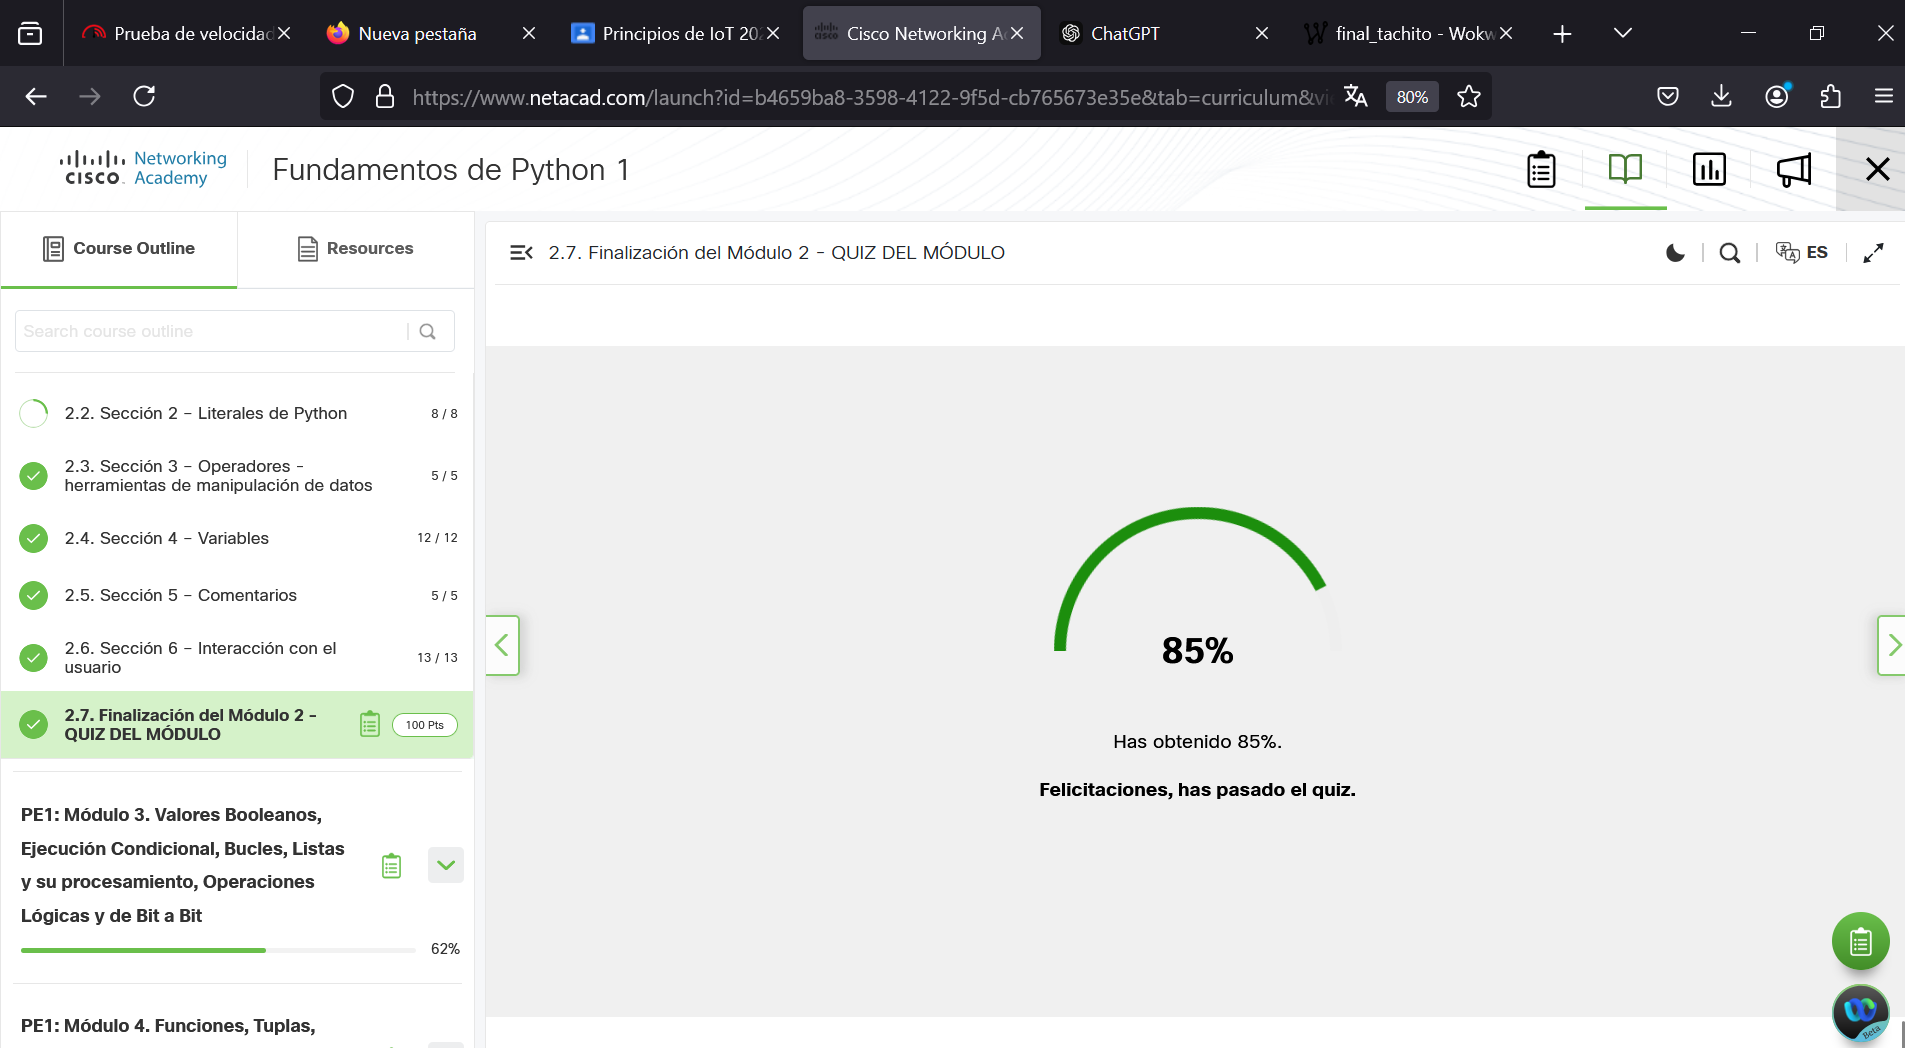 Prueba de velocidad
Nueva pestaña
Principios de IoT 202
Cisco Networking A
ChatGPT
final_tachito - Wokw
https://www.netacad.com/launch?id=b4659ba8-3598-4122-9f5d-cb765673e35e&tab=curriculum&vi
80%
Networking
Academy
CISCO
Fundamentos de Python 1
Course Outline
Resources
2.7. Finalización del Módulo 2 - QUIZ DEL MÓDULO
ES
Search course outline
2.2. Sección 2 - Literales de Python
8 / 8
2.3. Sección 3 - Operadores -
herramientas de manipulación de datos
5 / 5
2.4. Sección 4 - Variables
12 / 12
2.5. Sección 5 - Comentarios
5 / 5
2.6. Sección 6 - Interacción con el
usuario
13 / 13
2.7. Finalización del Módulo 2 -
QUIZ DEL MÓDULO
100 Pts
PE1: Módulo 3. Valores Booleanos,
Ejecución Condicional, Bucles, Listas
y su procesamiento, Operaciones
Lógicas y de Bit a Bit
62%
PE1: Módulo 4. Funciones, Tuplas,
85%
Has obtenido 85%.
Felicitaciones, has pasado el quiz.
Beta